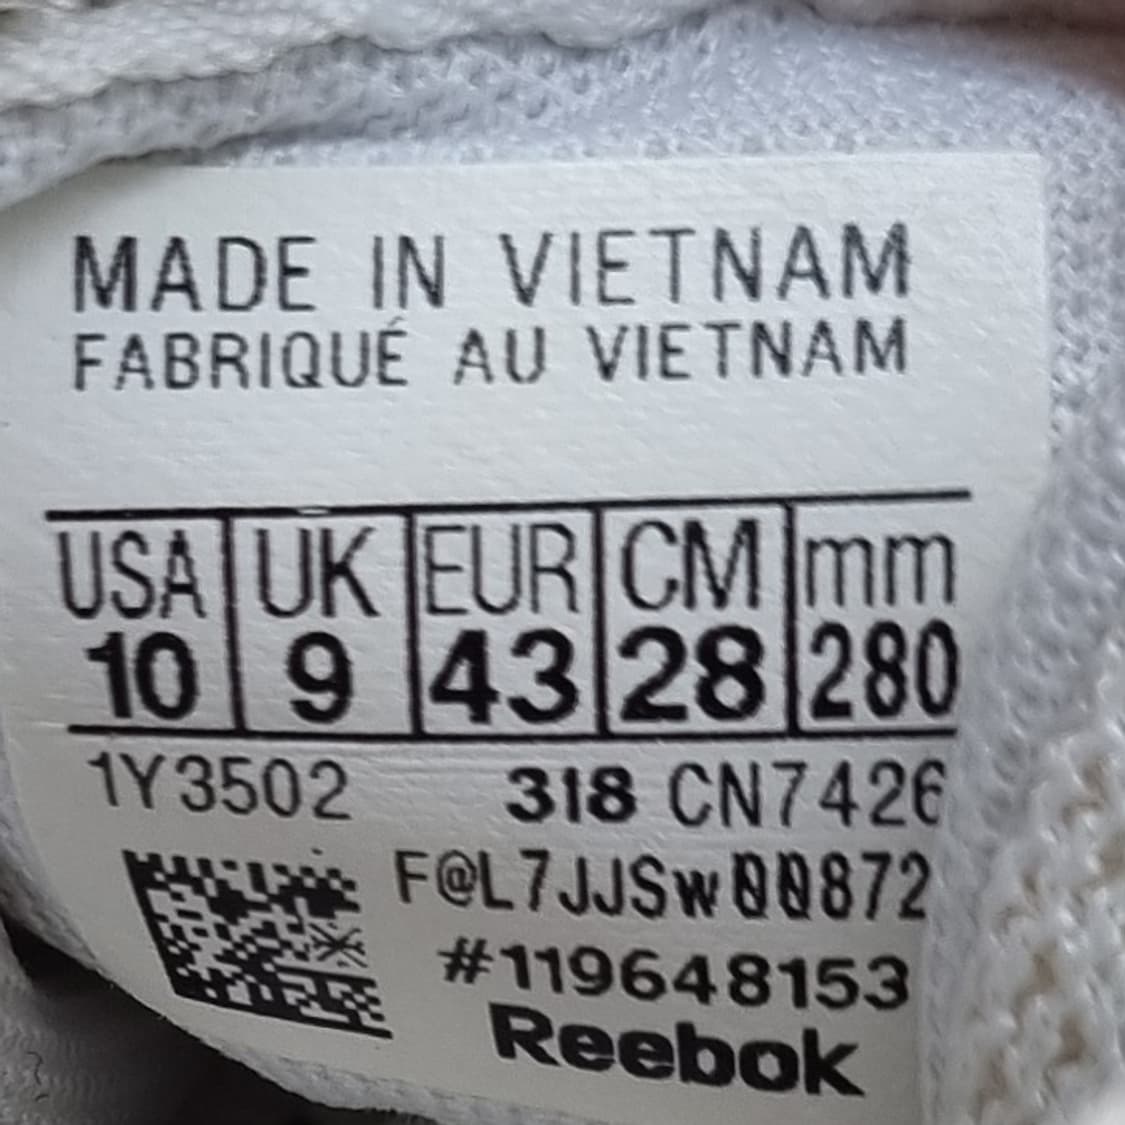 MADE IN VIETNAM
FABRIQUÉ AU VIETNAM
USA UK EUR CM mm
10 9 43 28 280
1Y3502 318 CN7426
F@L7JJSw00872
#119648153
Reebok